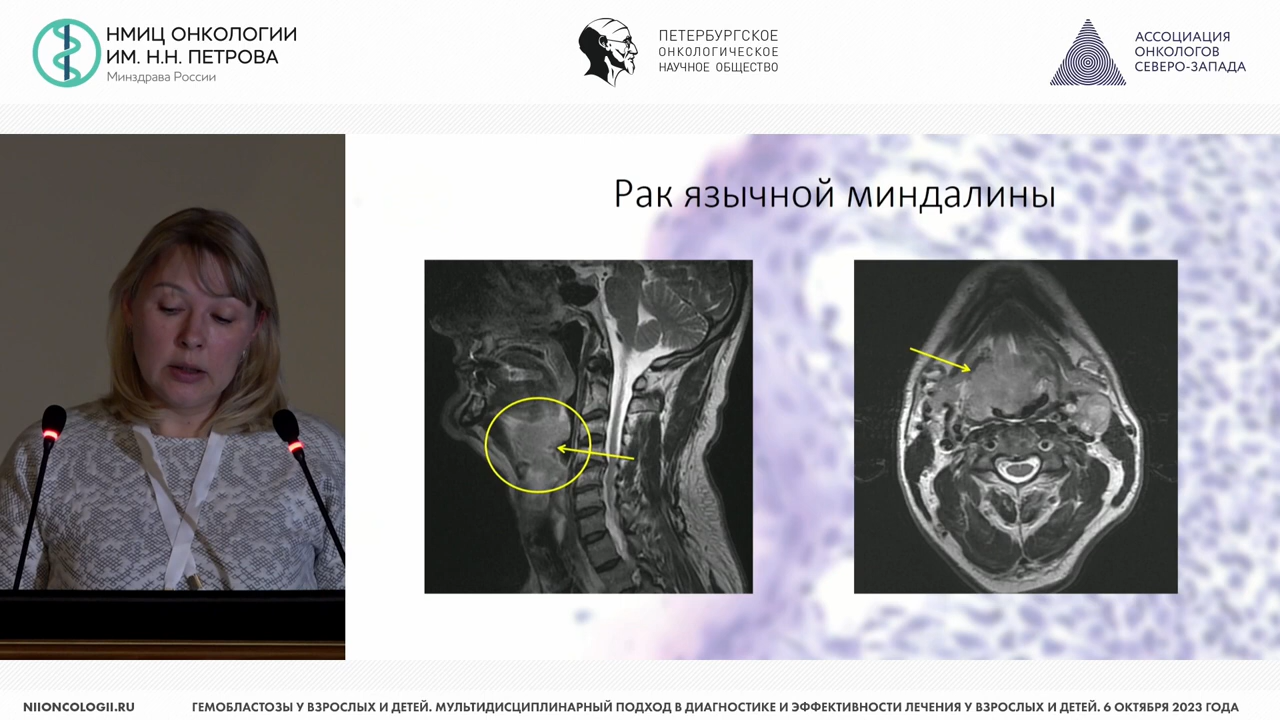 НМИЦ ОНКОЛОГИИ
ИМ. Н.Н. ПЕТРОВА
Минздрава России
ПЕТЕРБУРГСКОЕ
ОНКОЛОГИЧЕСКОЕ
НАУЧНОЕ ОБЩЕСТВО
АССОЦИАЦИЯ
ОНКОЛОГОВ
СЕВЕРО-ЗАПАДА
Рак язычной миндалины
NIIONCOLOGII.RU
ГЕМОБЛАСТОЗЫ У ВЗРОСЛЫХ И ДЕТЕЙ. МУЛЬТИДИСЦИПЛИНАРНЫЙ ПОДХОД В ДИАГНОСТИКЕ И ЭФФЕКТИВНОСТИ ЛЕЧЕНИЯ У ВЗРОСЛЫХ И ДЕТЕЙ. 6 ОКТЯБРЯ 2023 ГОДА